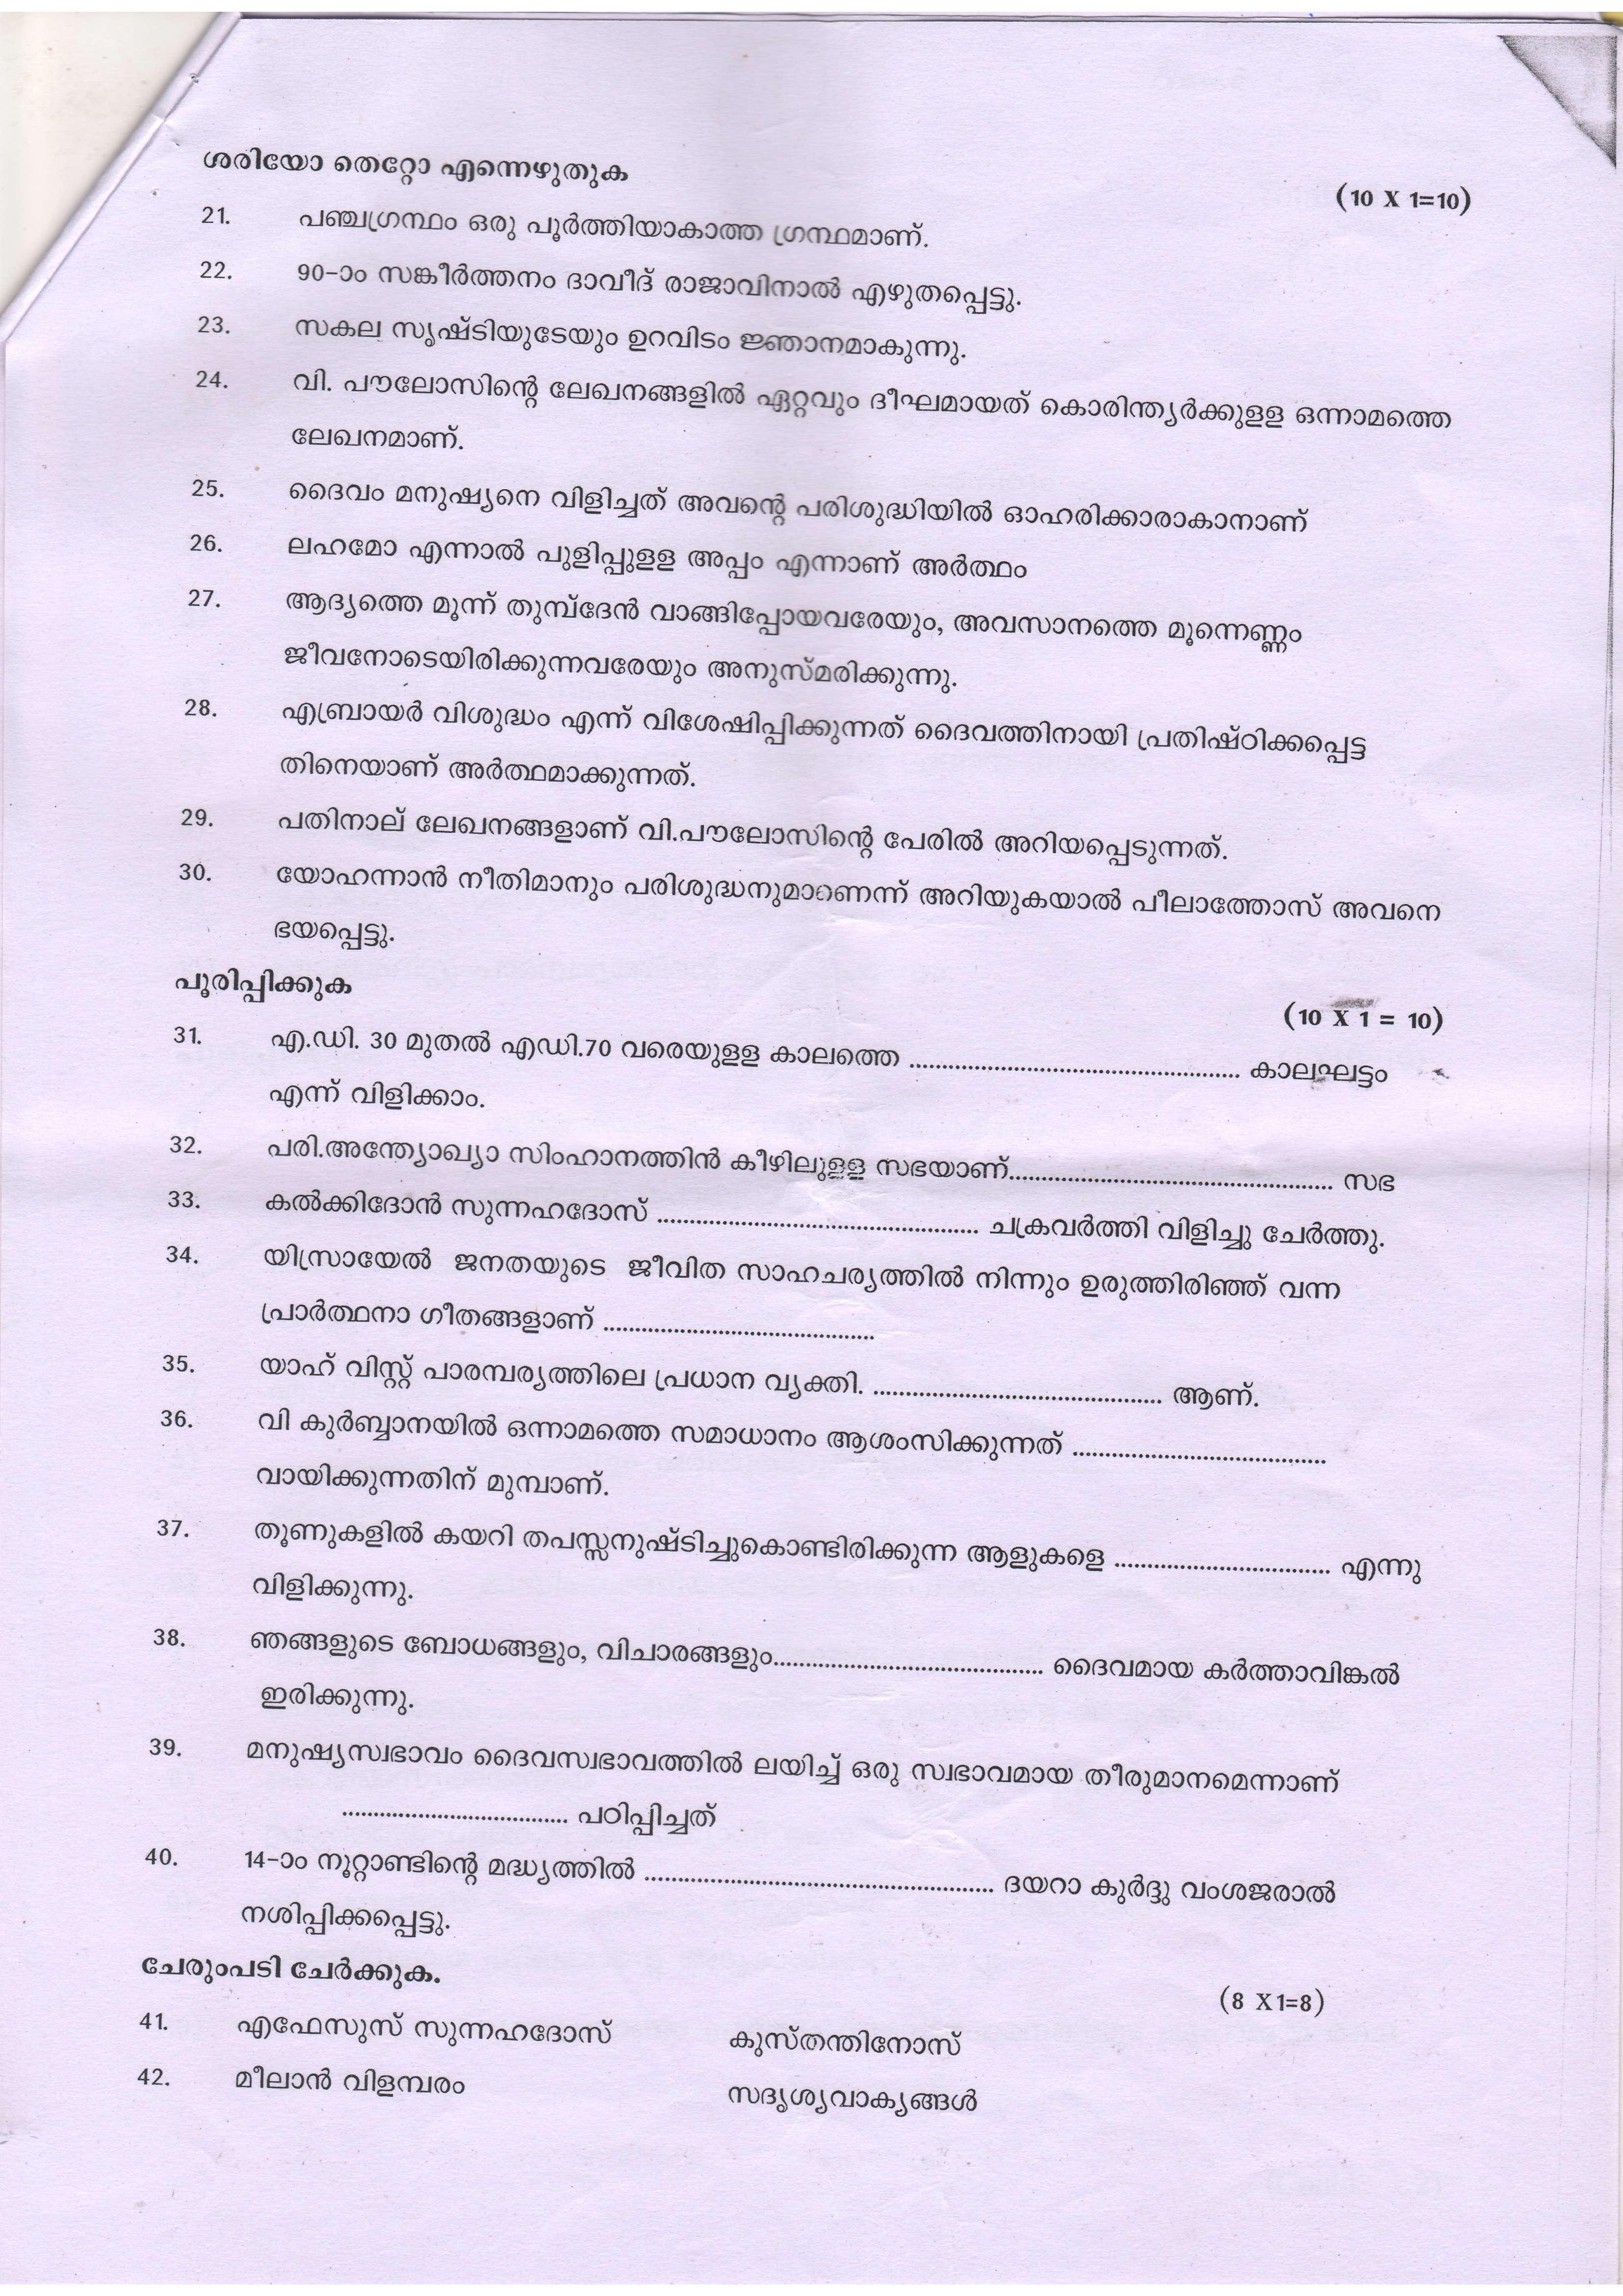 ശരിയോ തെറ്റോ എന്നെഴുതുക
(10 X 1=10)
21. പഞ്ചഗ്രന്ഥം ഒരു പൂർത്തിയാകാത്ത ഗ്രന്ഥമാണ്.
22. 90-ാം സങ്കീർത്തനം ദാവീദ് രാജാവിനാൽ എഴുതപ്പെട്ടു.
23. സകല സൃഷ്ടിയുടേയും ഉറവിടം ജ്ഞാനമാകുന്നു.
24. വി. പൗലോസിന്റെ ലേഖനങ്ങളിൽ ഏറ്റവും ദീഘമായത് കൊരിന്ത്യർക്കുളള ഒന്നാമത്തെ
ലേഖനമാണ്.
25. ദൈവം മനുഷ്യനെ വിളിച്ചത് അവന്റെ പരിശുദ്ധിയിൽ ഓഹരിക്കാരാകാനാണ്
26. ലഹമോ എന്നാൽ പുളിപ്പുളള അപ്പം എന്നാണ് അർത്ഥം
27. ആദ്യത്തെ മൂന്ന് തുമ്പ്ദേൻ വാങ്ങിപ്പോയവരേയും, അവസാനത്തെ മൂന്നെണ്ണം
ജീവനോടെയിരിക്കുന്നവരേയും അനുസ്മരിക്കുന്നു.
28. എബ്രായർ വിശുദ്ധം എന്ന് വിശേഷിപ്പിക്കുന്നത് ദൈവത്തിനായി പ്രതിഷ്ഠിക്കപ്പെട്ട
തിനെയാണ് അർത്ഥമാക്കുന്നത്.
29. പതിനാല് ലേഖനങ്ങളാണ് വി.പൗലോസിന്റെ പേരിൽ അറിയപ്പെടുന്നത്.
30. യോഹന്നാൻ നീതിമാനും പരിശുദ്ധനുമാണെന്ന് അറിയുകയാൽ പീലാത്തോസ് അവനെ
ഭയപ്പെട്ടു.
പൂരിപ്പിക്കുക
(10 X 1 = 10)
31. എ.ഡി. 30 മുതൽ എഡി.70 വരെയുളള കാലത്തെ .................................................. കാലഘട്ടം
എന്ന് വിളിക്കാം.
32. പരി.അന്ത്യോഖ്യാ സിംഹാനത്തിൻ കീഴിലുളള സഭയാണ്...................................................... സഭ
33. കൽക്കിദോൻ സുന്നഹദോസ് ................................................. ചക്രവർത്തി വിളിച്ചു ചേർത്തു.
34. യിസ്രായേൽ ജനതയുടെ ജീവിത സാഹചര്യത്തിൽ നിന്നും ഉരുത്തിരിഞ്ഞ് വന്ന
പ്രാർത്ഥനാ ഗീതങ്ങളാണ് .........................................
35. യാഹ് വിസ്റ്റ് പാരമ്പര്യത്തിലെ പ്രധാന വ്യക്തി. ............................................ ആണ്.
36. വി കുർബ്ബാനയിൽ ഒന്നാമത്തെ സമാധാനം ആശംസിക്കുന്നത് .......................................
വായിക്കുന്നതിന് മുമ്പാണ്.
37. തൂണുകളിൽ കയറി തപസ്സനുഷ്ടിച്ചുകൊണ്ടിരിക്കുന്ന ആളുകളെ ................................. എന്നു
വിളിക്കുന്നു.
38. ഞങ്ങളുടെ ബോധങ്ങളും, വിചാരങ്ങളും......................................... ദൈവമായ കർത്താവിങ്കൽ
ഇരിക്കുന്നു.
39. മനുഷ്യസ്വഭാവം ദൈവസ്വഭാവത്തിൽ ലയിച്ച് ഒരു സ്വഭാവമായ തീരുമാനമെന്നാണ്
.................................. പഠിപ്പിച്ചത്
40. 14-ാം നൂറ്റാണ്ടിന്റെ മദ്ധ്യത്തിൽ ..................................................... ദയറാ കുർദ്ദു വംശജരാൽ
നശിപ്പിക്കപ്പെട്ടു.
ചേരുംപടി ചേർക്കുക.
(8 X1=8)
41. എഫേസുസ് സുന്നഹദോസ് കുസ്തന്തിനോസ്
42. മീലാൻ വിളമ്പരം സദൃശ്യവാക്യങ്ങൾ